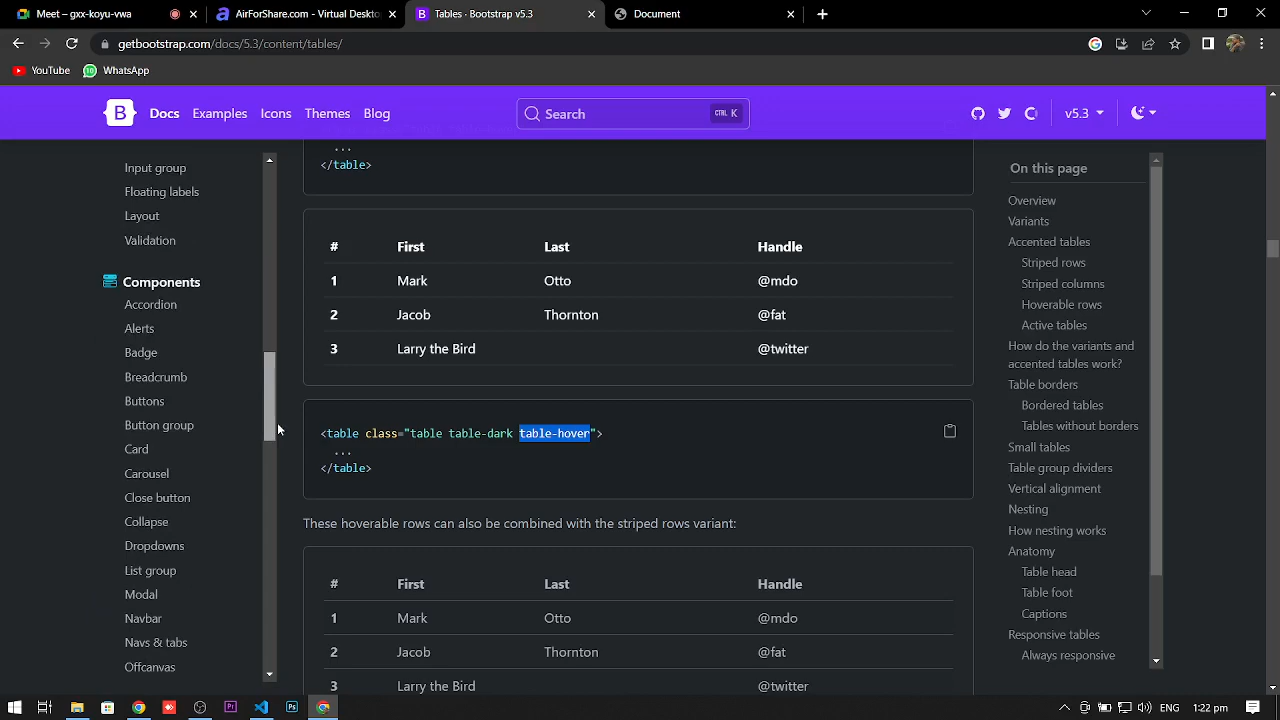 Meet – gxx-koyu-vwa
AirForShare.com - Virtual Deskto
Tables · Bootstrap v5.3
Document
getbootstrap.com/docs/5.3/content/tables/
YouTube
WhatsApp
B
Docs
Examples
Icons
Themes
Blog
Search
CTRL K
v5.3
Input group
Floating labels
Layout
Validation
Components
Accordion
Alerts
Badge
Breadcrumb
Buttons
Button group
Card
Carousel
Close button
Collapse
Dropdowns
List group
Modal
Navbar
Navs & tabs
Offcanvas
...
</table>
# First Last Handle
1 Mark Otto @mdo
2 Jacob Thornton @fat
3 Larry the Bird @twitter
<table class="table table-dark table-hover">
...
</table>
These hoverable rows can also be combined with the striped rows variant:
# First Last Handle
1 Mark Otto @mdo
2 Jacob Thornton @fat
3 Larry the Bird @twitter
On this page
Overview
Variants
Accented tables
Striped rows
Striped columns
Hoverable rows
Active tables
How do the variants and
accented tables work?
Table borders
Bordered tables
Tables without borders
Small tables
Table group dividers
Vertical alignment
Nesting
How nesting works
Anatomy
Table head
Table foot
Captions
Responsive tables
Always responsive
Pr
Ps
ENG
1:22 pm